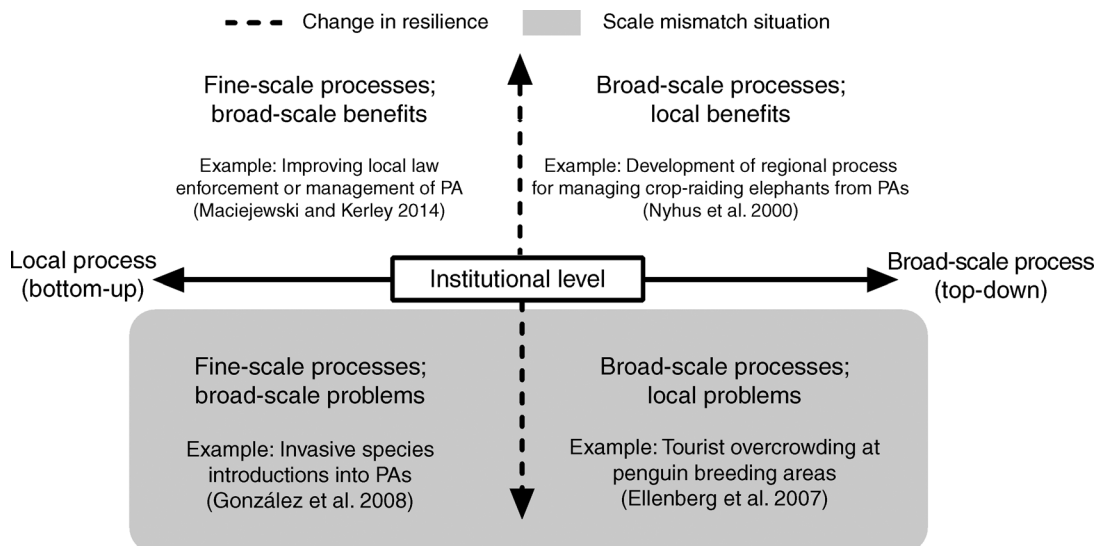 Change in resilience
Scale mismatch situation
Fine-scale processes;
broad-scale benefits
Example: Improving local law
enforcement or management of PA
(Maciejewski and Kerley 2014)
Broad-scale processes;
local benefits
Example: Development of regional process
for managing crop-raiding elephants from PAs
(Nyhus et al. 2000)
Local process
(bottom-up)
Institutional level
Broad-scale process
(top-down)
Fine-scale processes;
broad-scale problems
Example: Invasive species
introductions into PAs
(González et al. 2008)
Broad-scale processes;
local problems
Example: Tourist overcrowding at
penguin breeding areas
(Ellenberg et al. 2007)